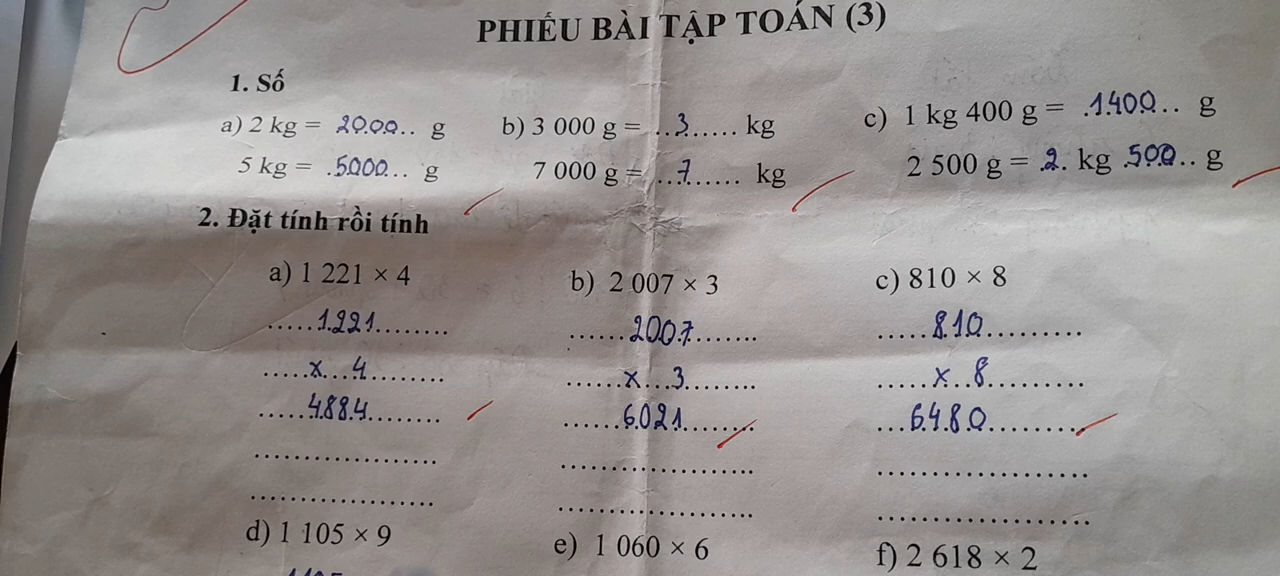 PHIẾU BÀI TẬP TOÁN (3)
1. Số
a) 2 kg = 2000 g b) 3 000 g = 3 kg c) 1 kg 400 g = 1400 g
5 kg = 5000 g 7 000 g = 7 kg 2 500 g = 2 kg 500 g
2. Đặt tính rồi tính
a) 1 221 × 4 b) 2 007 × 3 c) 810 × 8
1221 2007 810
x 4 x 3 x 8
4884 6021 6480
d) 1 105 × 9 e) 1 060 × 6 f) 2 618 × 2